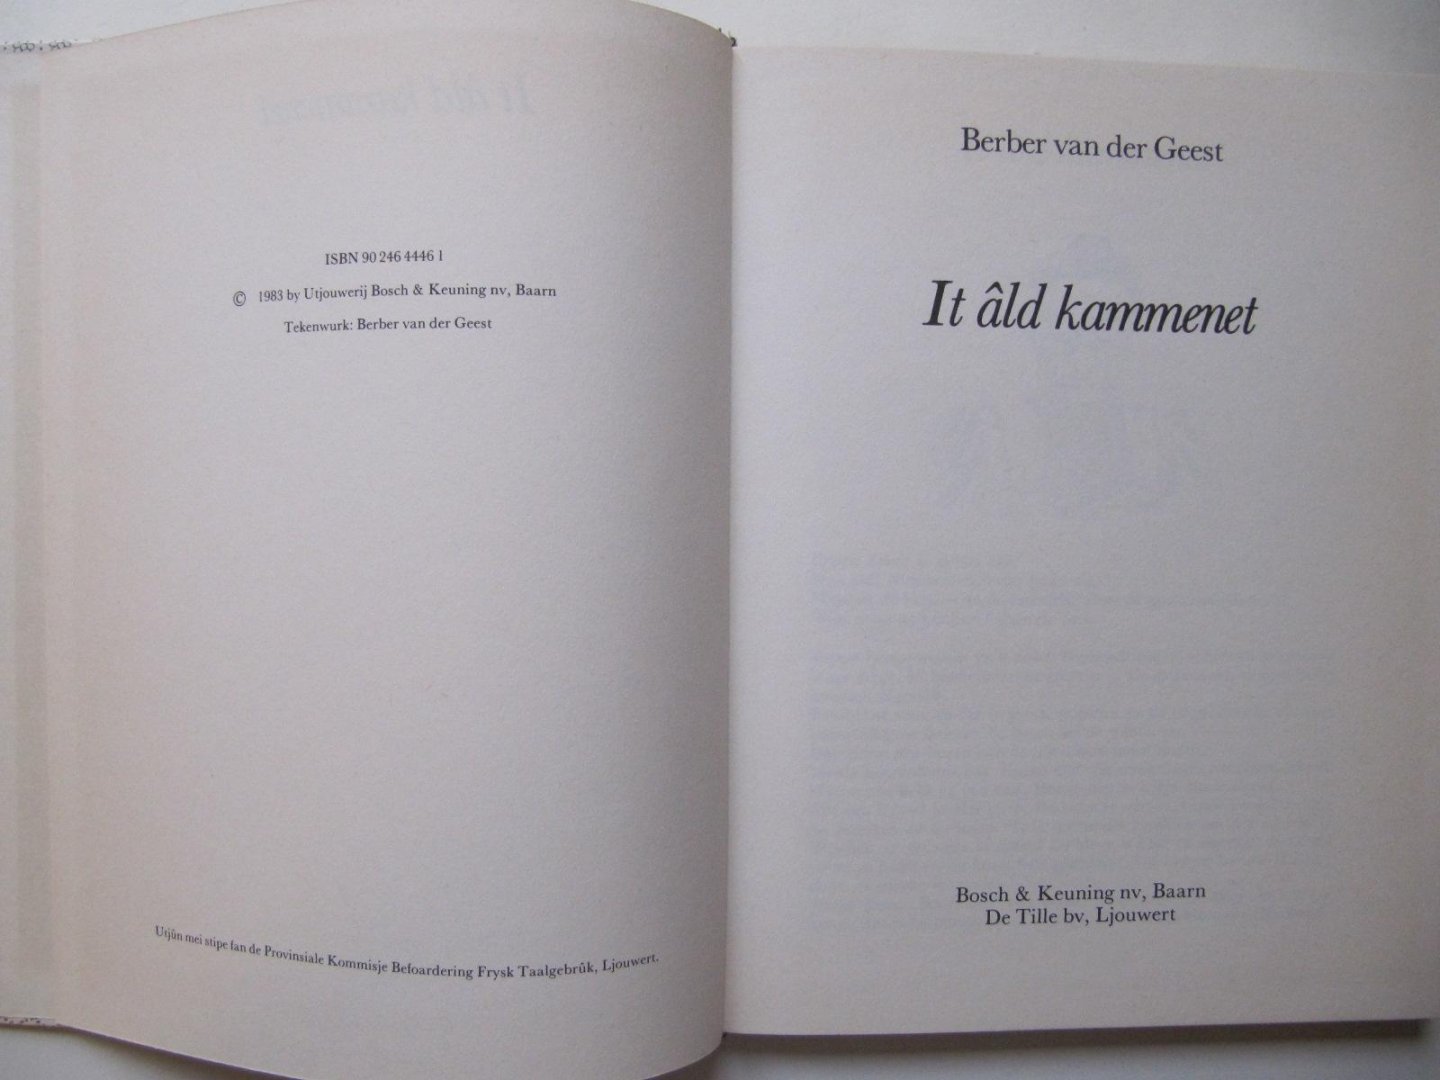 ISBN 90 246 4446 1
© 1983 by Utjouwerij Bosch & Keuning nv, Baarn
Tekenwurk: Berber van der Geest
Utjûn mei stipe fan de Provinsiale Kommisje Befoardering Frysk Taalgebrûk, Ljouwert.
Berber van der Geest
It âld kammenet
Bosch & Keuning nv, Baarn
De Tille bv, Ljouwert